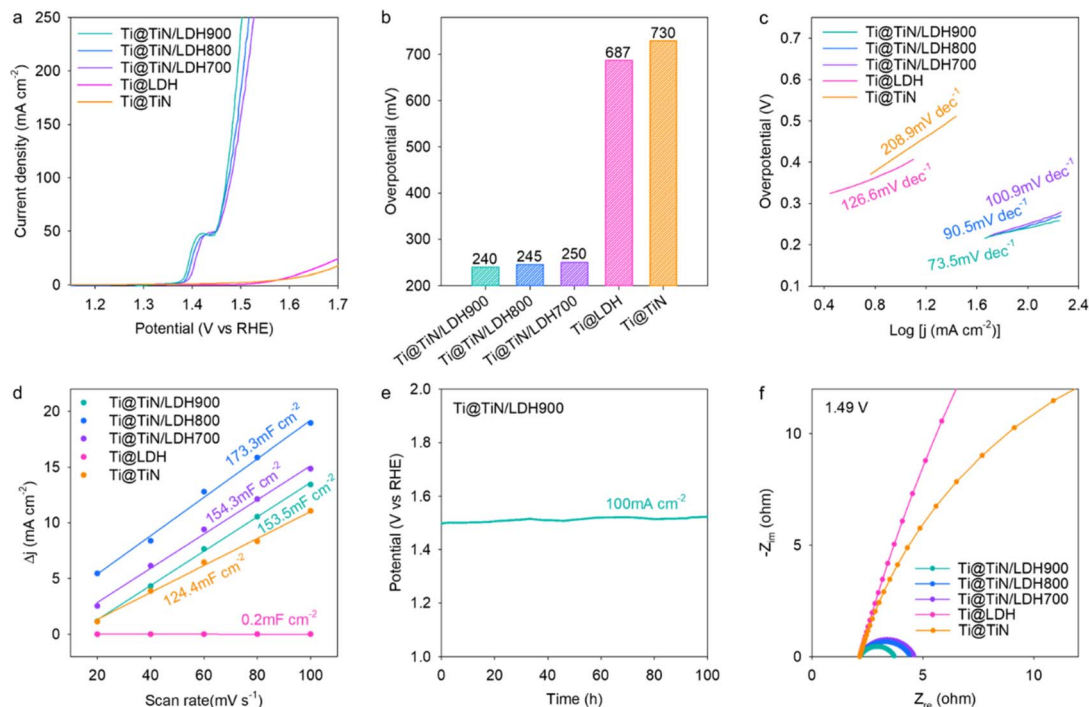 a
250
200
150
100
50
0
Current density (mA cm⁻²)
Ti@TiN/LDH900
Ti@TiN/LDH800
Ti@TiN/LDH700
Ti@LDH
Ti@TiN
1.2 1.3 1.4 1.5 1.6 1.7
Potential (V vs RHE)
b
800
700
600
500
400
300
200
Overpotential (mV)
240
245
250
687
730
Ti@TiN/LDH900
Ti@TiN/LDH800
Ti@TiN/LDH700
Ti@LDH
Ti@TiN
c
0.7
0.6
0.5
0.4
0.3
0.2
0.1
Overpotential (V)
Ti@TiN/LDH900
Ti@TiN/LDH800
Ti@TiN/LDH700
Ti@LDH
Ti@TiN
208.9mV dec⁻¹
126.6mV dec⁻¹
100.9mV dec⁻¹
90.5mV dec⁻¹
73.5mV dec⁻¹
0.4 0.8 1.2 1.6 2.0 2.4
Log [j (mA cm⁻²)]
d
20
15
10
5
0
Δj (mA cm⁻²)
Ti@TiN/LDH900
Ti@TiN/LDH800
Ti@TiN/LDH700
Ti@LDH
Ti@TiN
173.3mF cm⁻²
154.3mF cm⁻²
153.5mF cm⁻²
124.4mF cm⁻²
0.2mF cm⁻²
20 40 60 80 100
Scan rate(mV s⁻¹)
e
2.0
1.8
1.6
1.4
1.2
1.0
Potential (V vs RHE)
Ti@TiN/LDH900
100mA cm⁻²
0 20 40 60 80 100
Time (h)
f
10
5
0
-Zim (ohm)
1.49 V
Ti@TiN/LDH900
Ti@TiN/LDH800
Ti@TiN/LDH700
Ti@LDH
Ti@TiN
0 5 10
Zre (ohm)